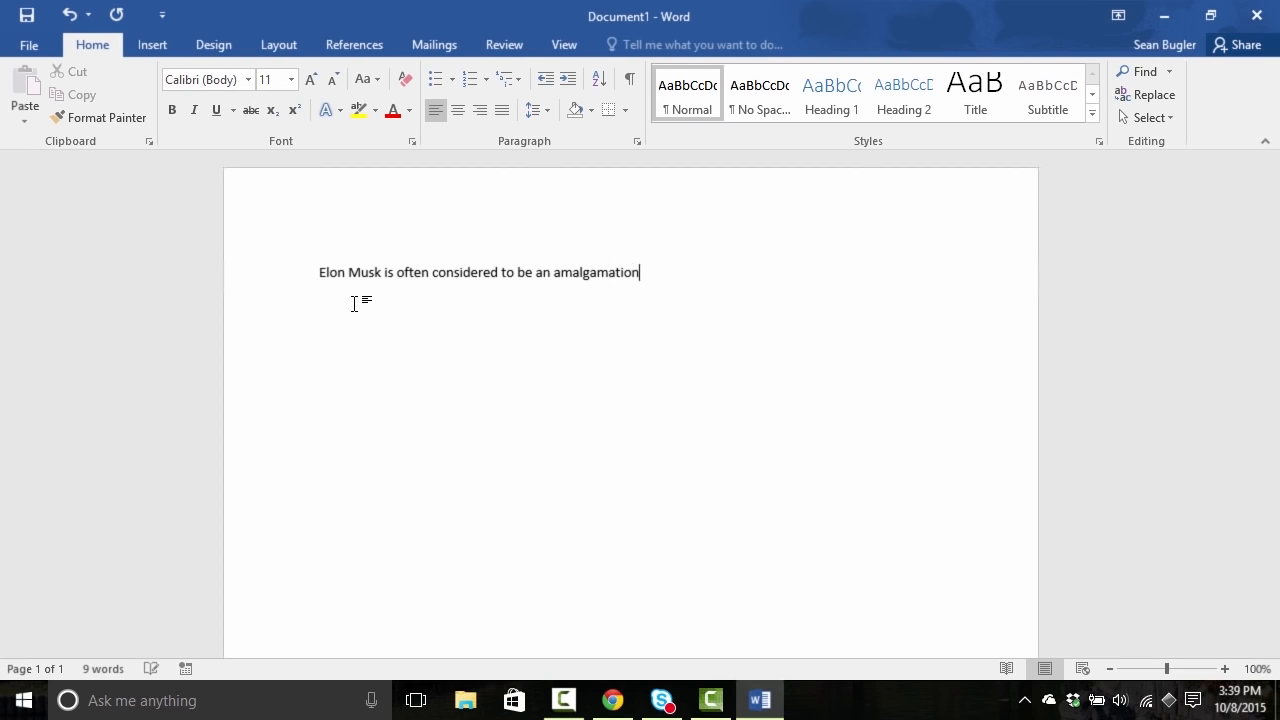 Document1 - Word
File Home Insert Design Layout References Mailings Review View Tell me what you want to do... Sean Bugler Share
Paste Cut Copy Format Painter
Calibri (Body) 11 Aa
B I U abc X₂ X² A A
AaBbCcDc AaBbCcDc AaBbCc AaBbCcD AaB AaBbCcD
¶ Normal ¶ No Spac... Heading 1 Heading 2 Title Subtitle
Find
Replace
Select
Clipboard Font Paragraph Styles Editing
Elon Musk is often considered to be an amalgamation
Page 1 of 1 9 words 100%
Ask me anything
3:39 PM
10/8/2015